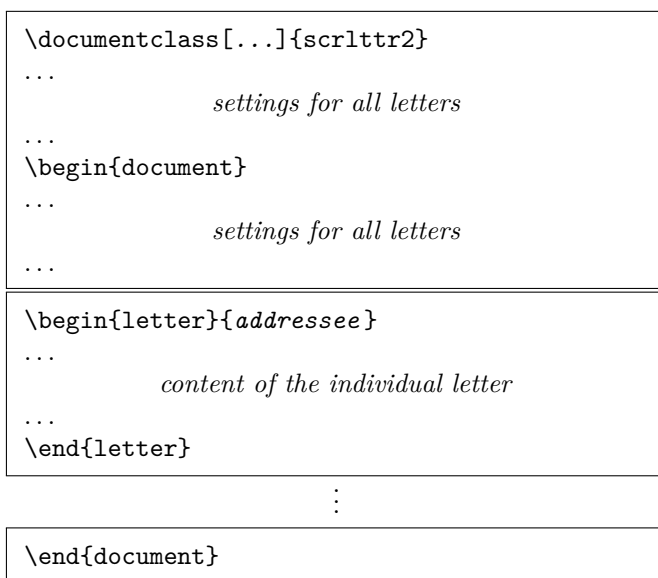 \documentclass[...]{scrlttr2}
...
settings for all letters
...
\begin{document}
...
settings for all letters
...
\begin{letter}{addressee}
...
content of the individual letter
...
\end{letter}
⋮
\end{document}